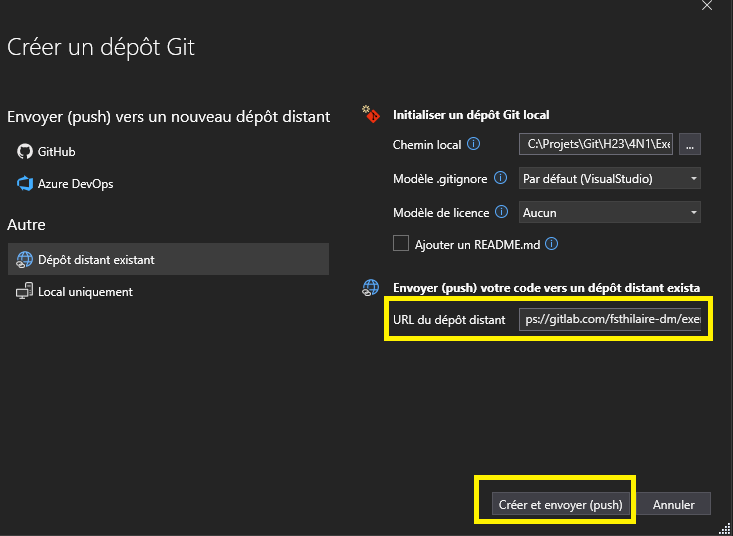 Créer un dépôt Git
Envoyer (push) vers un nouveau dépôt distant
GitHub
Azure DevOps
Autre
Dépôt distant existant
Local uniquement
Initialiser un dépôt Git local
Chemin local
C:\Projets\Git\H23\4N1\Exe
...
Modèle .gitignore
Par défaut (VisualStudio)
Modèle de licence
Aucun
Ajouter un README.md
Envoyer (push) votre code vers un dépôt distant exista
URL du dépôt distant
ps://gitlab.com/fsthilaire-dm/exe
Créer et envoyer (push)
Annuler